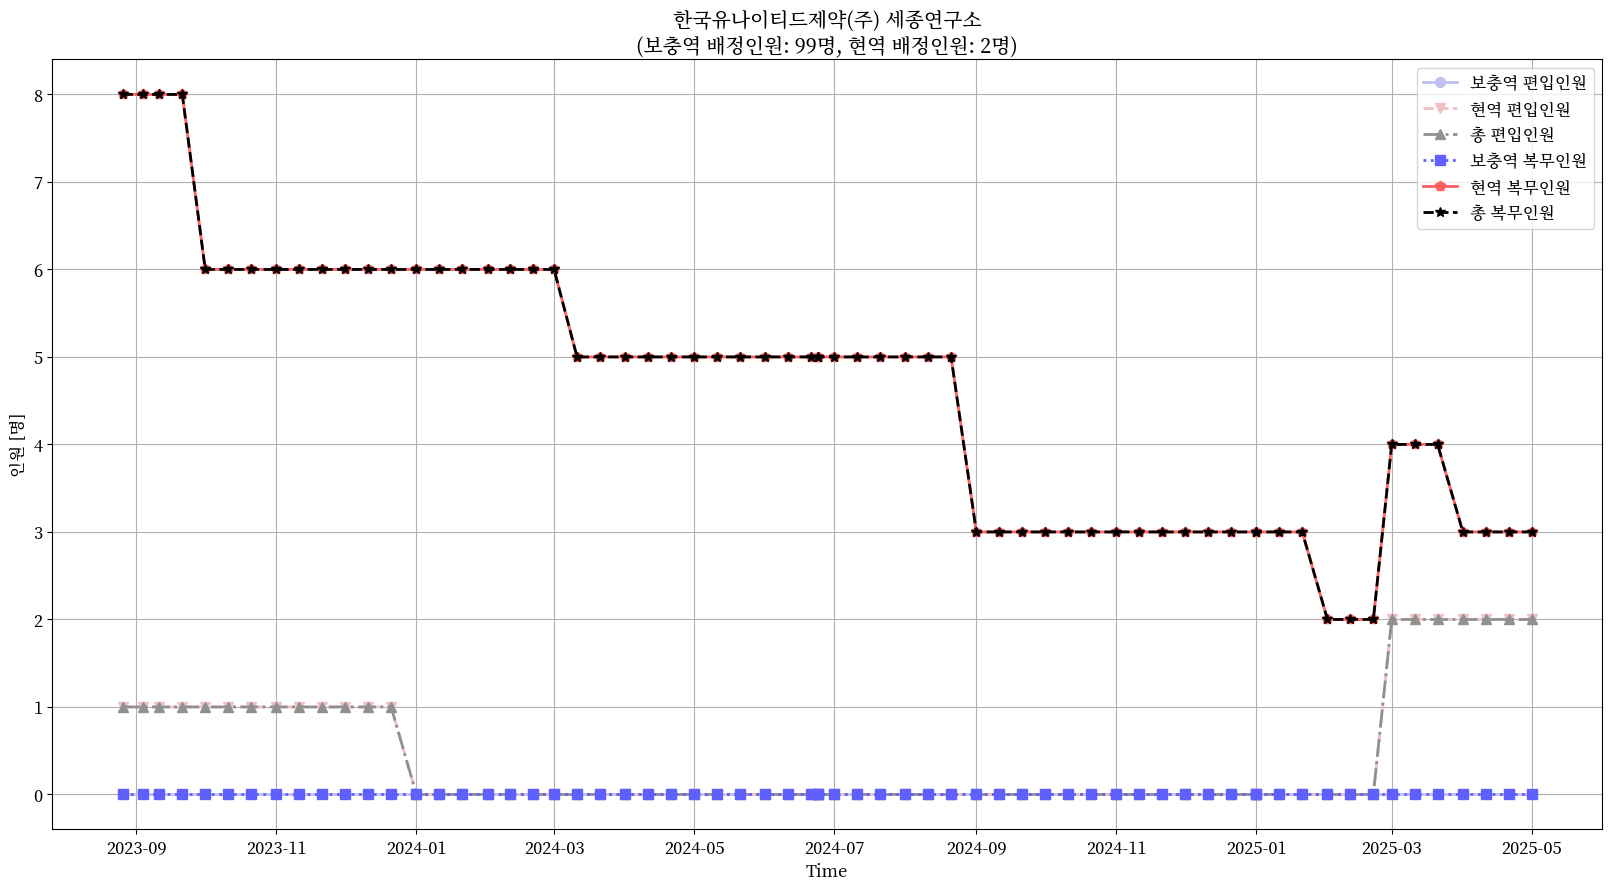 한국유나이티드제약(주) 세종연구소
(보충역 배정인원: 99명, 현역 배정인원: 2명)
보충역 편입인원
현역 편입인원
총 편입인원
보충역 복무인원
현역 복무인원
총 복무인원
인원 [명]
8
7
6
5
4
3
2
1
0
2023-09
2023-11
2024-01
2024-03
2024-05
2024-07
2024-09
2024-11
2025-01
2025-03
2025-05
Time